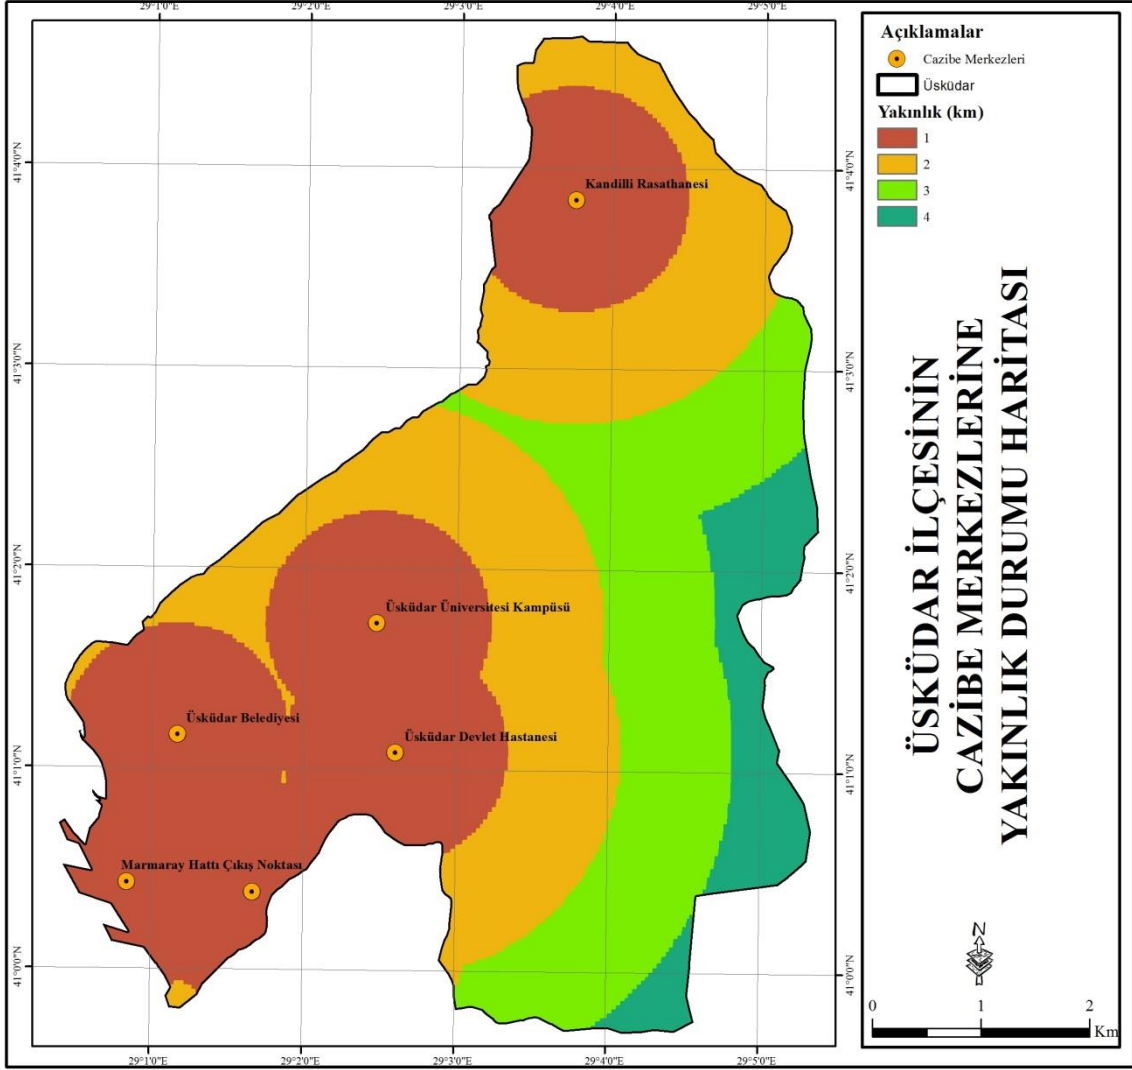 29°1'0"E
29°2'0"E
29°3'0"E
29°4'0"E
29°5'0"E
41°4'0"N
41°3'0"N
41°2'0"N
41°1'0"N
41°0'0"N
Kandilli Rasathanesi
Üsküdar Üniversitesi Kampüsü
Üsküdar Belediyesi
Üsküdar Devlet Hastanesi
Marmaray Hattı Çıkış Noktası
41°4'0"N
41°3'0"N
41°2'0"N
41°1'0"N
41°0'0"N
29°1'0"E
29°2'0"E
29°3'0"E
29°4'0"E
29°5'0"E
Açıklamalar
Cazibe Merkezleri
Üsküdar
Yakınlık (km)
1
2
3
4
ÜSKÜDAR İLÇESİNİN
CAZİBE MERKEZLERİNE
YAKINLIK DURUMU HARİTASI
N
0 1 2
Km